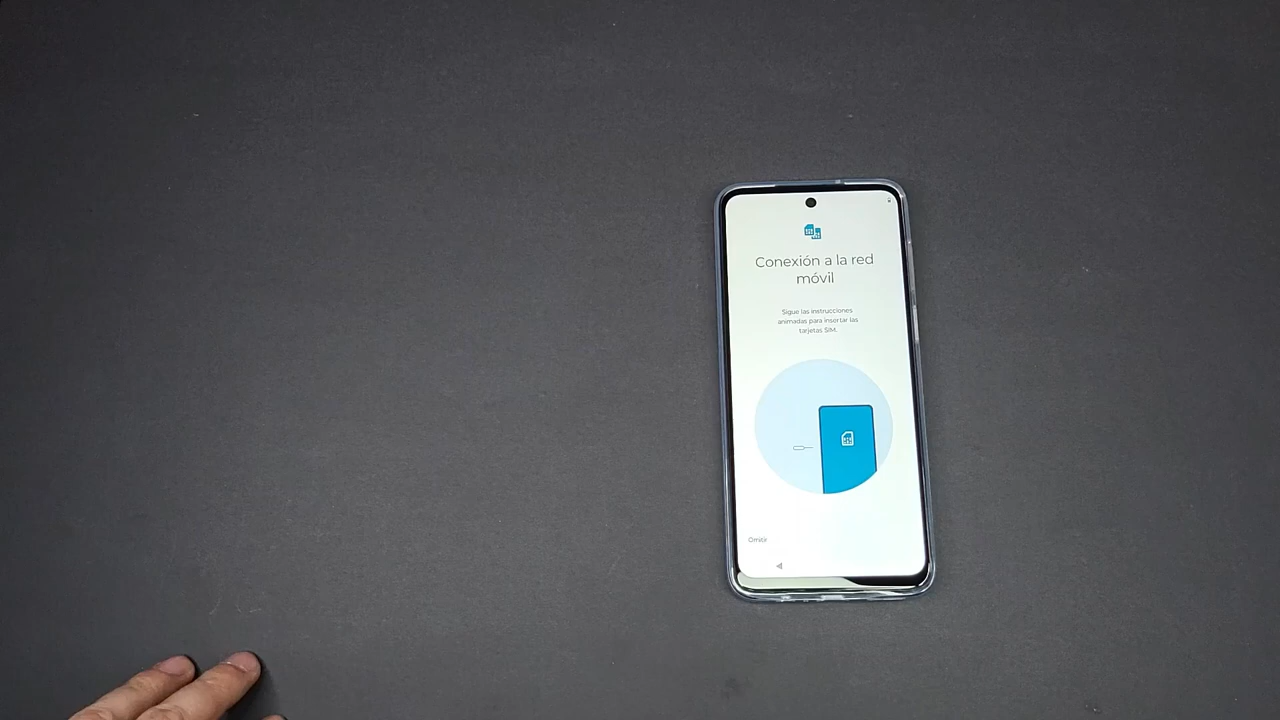 Conexión a la red
móvil
Sigue las instrucciones
animadas para insertar las
tarjetas SIM.
Omitir